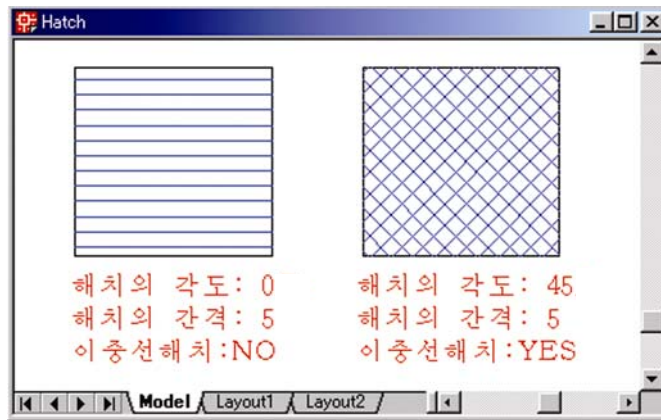 Hatch
해치의 각도: 0
해치의 간격: 5
이중선해치:NO
해치의 각도: 45
해치의 간격: 5
이중선해치:YES
Model Layout1 Layout2